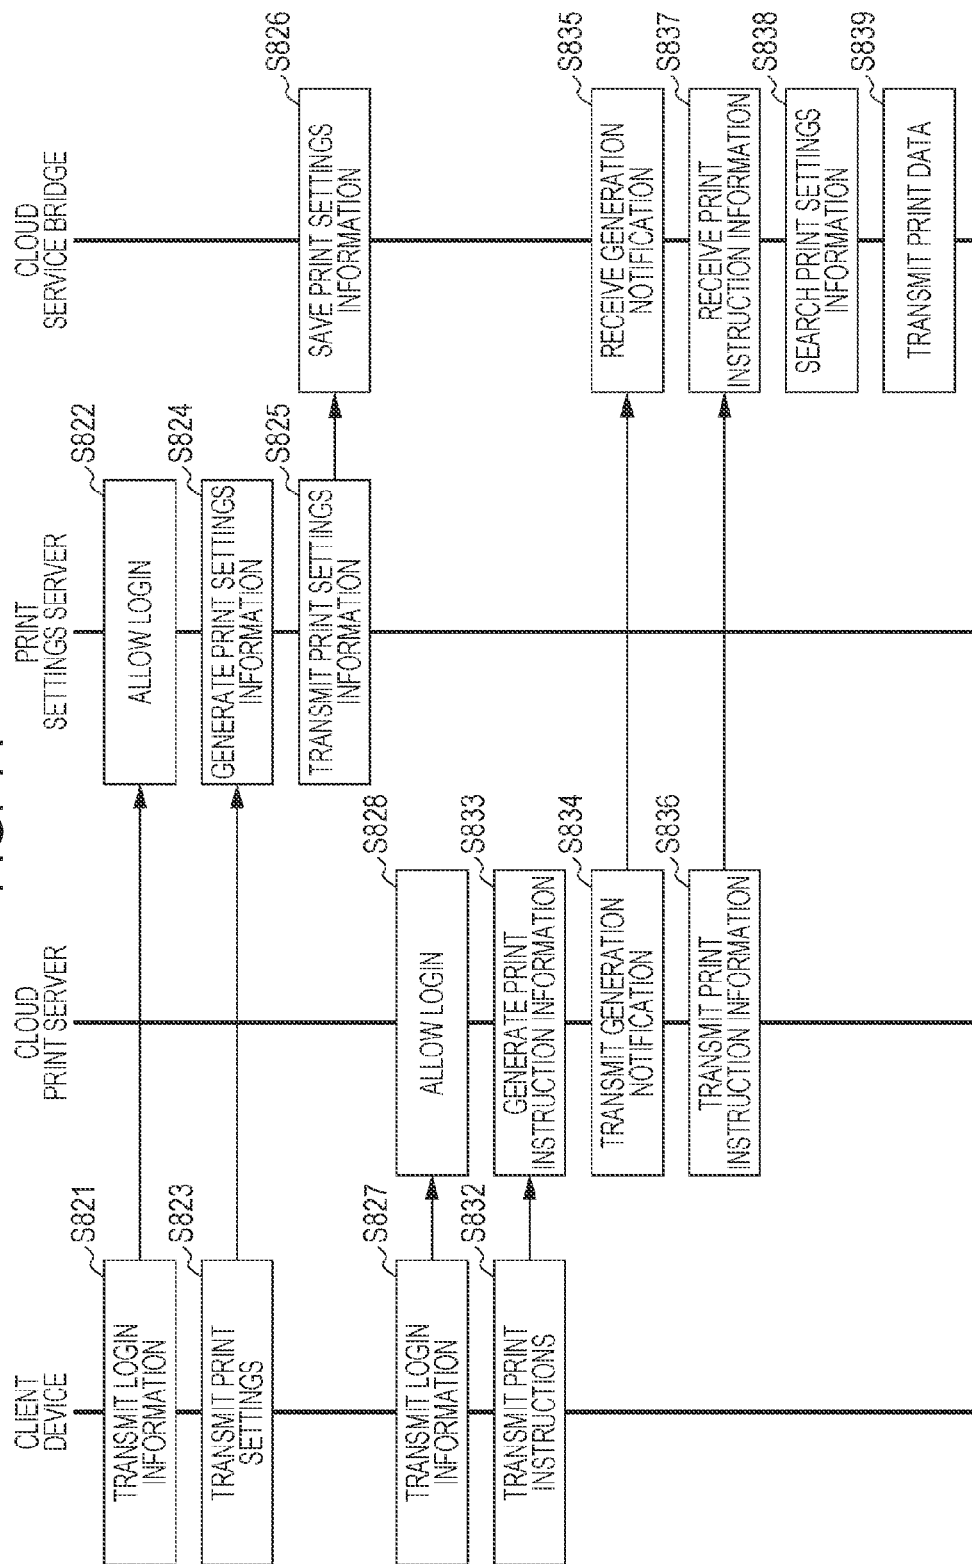 CLIENT
DEVICE
CLOUD
PRINT SERVER
PRINT
SETTINGS SERVER
CLOUD
SERVICE BRIDGE
S821
TRANSMIT LOGIN
INFORMATION
S822
ALLOW LOGIN
S823
TRANSMIT PRINT
SETTINGS
S824
GENERATE PRINT SETTINGS
INFORMATION
S825
TRANSMIT PRINT SETTINGS
INFORMATION
S826
SAVE PRINT SETTINGS
INFORMATION
S827
TRANSMIT LOGIN
INFORMATION
S828
ALLOW LOGIN
S832
TRANSMIT PRINT
INSTRUCTIONS
S833
GENERATE PRINT
INSTRUCTION INFORMATION
S834
TRANSMIT GENERATION
NOTIFICATION
S835
RECEIVE GENERATION
NOTIFICATION
S836
TRANSMIT PRINT
INSTRUCTION INFORMATION
S837
RECEIVE PRINT
INSTRUCTION INFORMATION
S838
SEARCH PRINT SETTINGS
INFORMATION
S839
TRANSMIT PRINT DATA